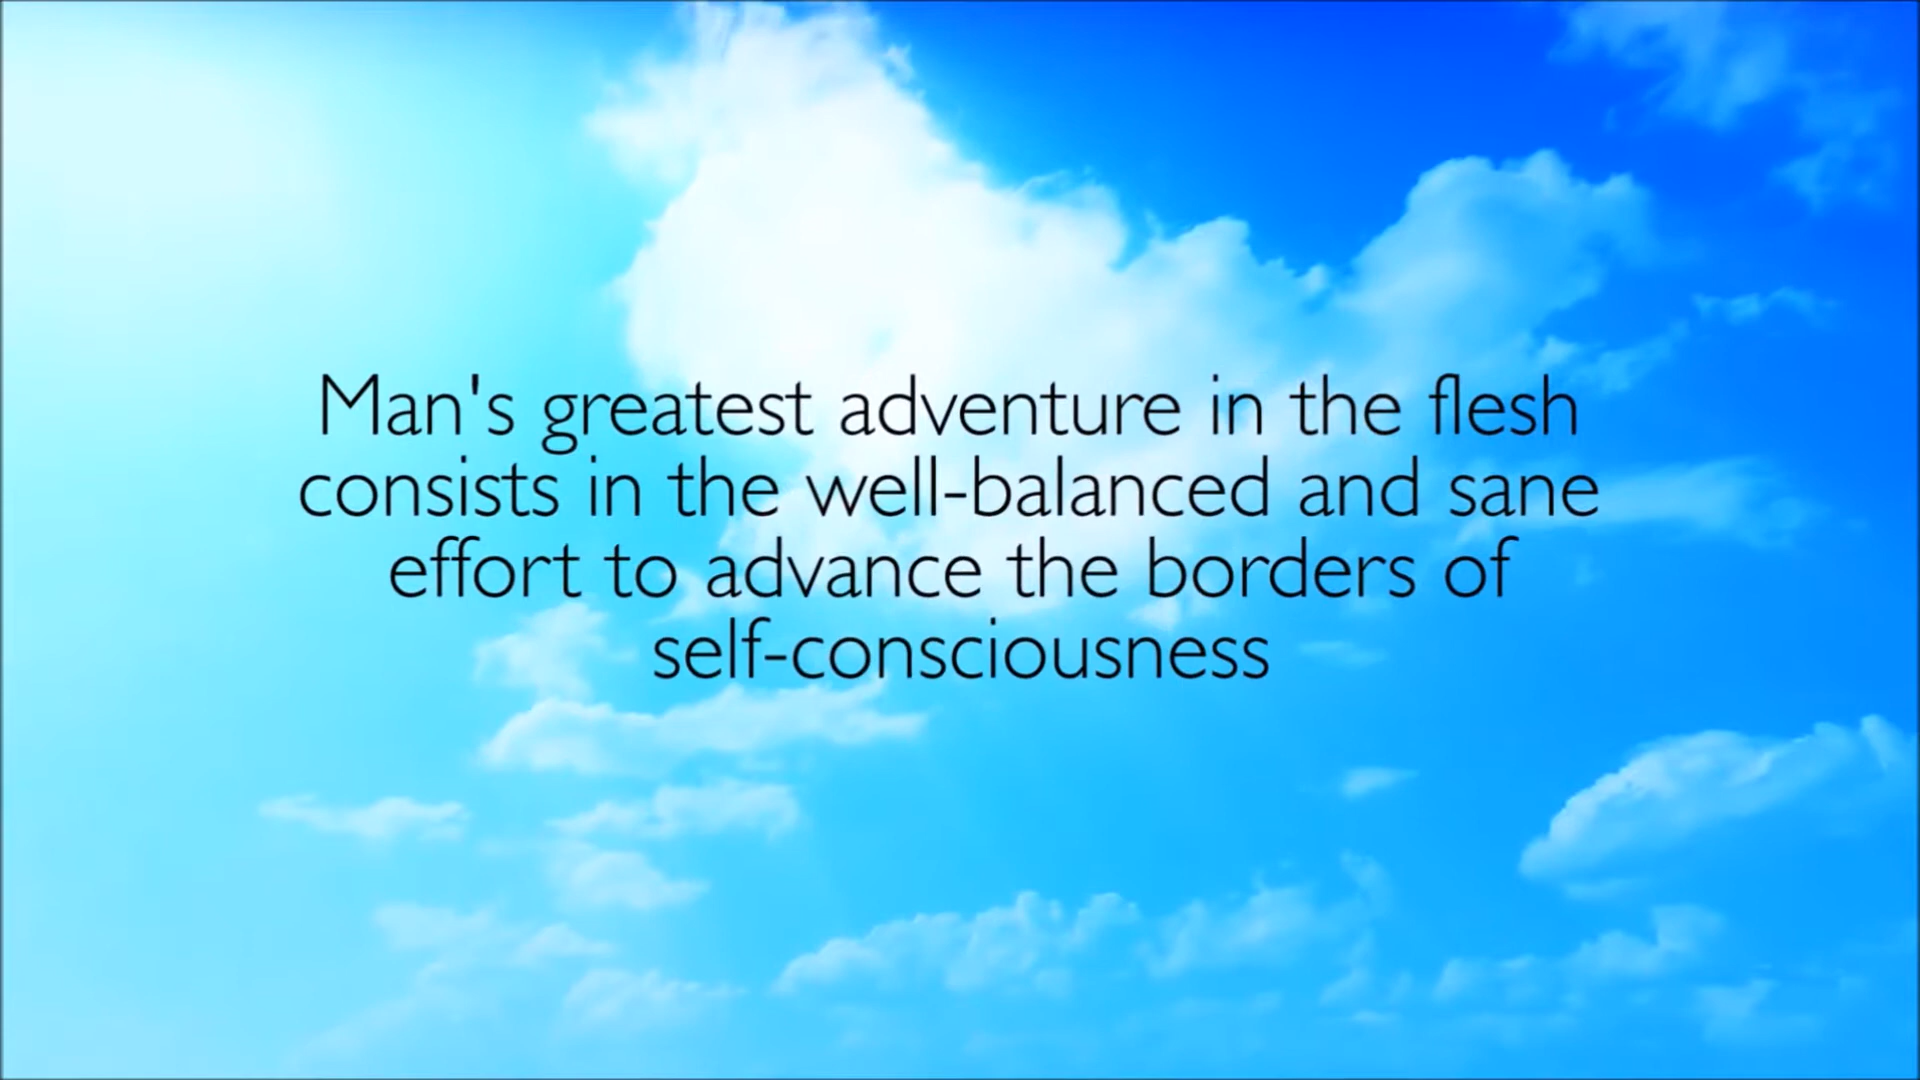 Man's greatest adventure in the flesh
consists in the well-balanced and sane
effort to advance the borders of
self-consciousness